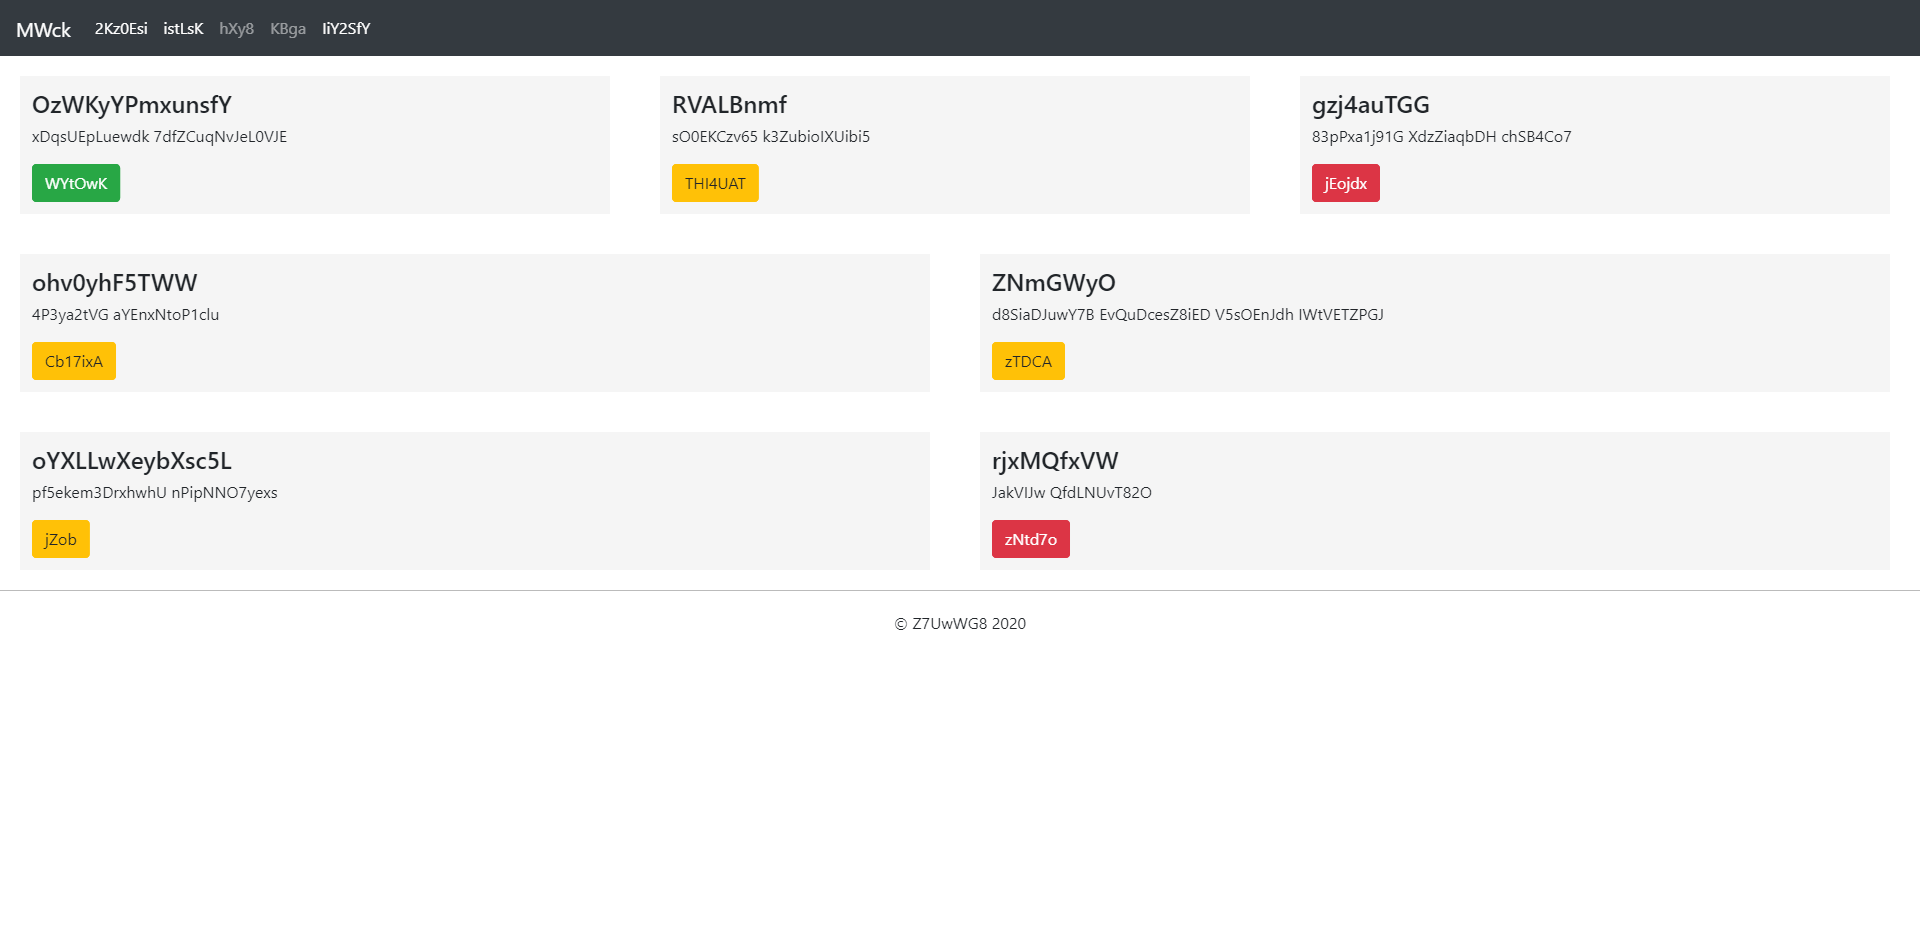 MWck 2Kz0Esi istLsK hXy8 KBga IiY2SfY
OzWKyYPmxunsfY
xDqsUEpLuewdk 7dfZCuqNvJeL0VJE
WYtOwK
RVALBnmf
sO0EKCzv65 k3ZubioIXUibi5
THI4UAT
gzj4auTGG
83pPxa1j91G XdzZiaqbDH chSB4Co7
jEojdx
ohv0yhF5TWW
4P3ya2tVG aYEnxNtoP1clu
Cb17ixA
ZNmGWyO
d8SiaDJuwY7B EvQuDcesZ8iED V5sOEnJdh IWtVETZPGJ
zTDCA
oYXLLwXeybXsc5L
pf5ekem3DrxhwhU nPipNNO7yexs
jZob
rjxMQfxVW
JakVIJw QfdLNUvT82O
zNtd7o
© Z7UwWG8 2020